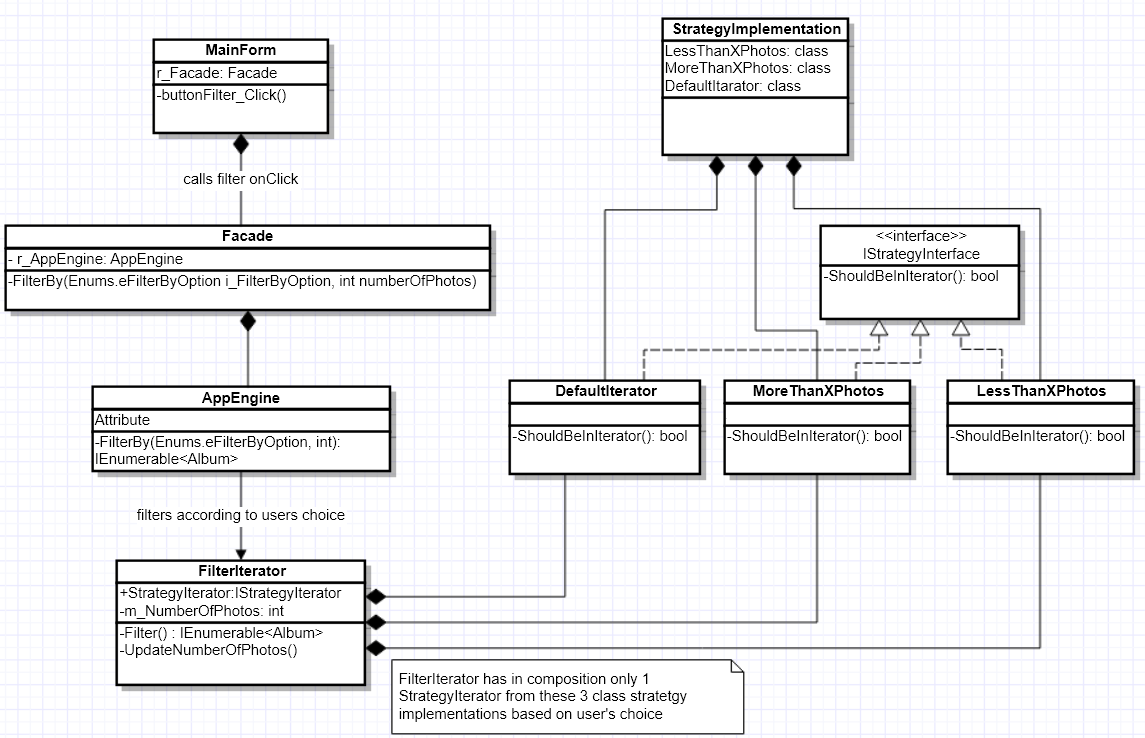 MainForm
r_Facade: Facade
-buttonFilter_Click()
calls filter onClick
Facade
- r_AppEngine: AppEngine
-FilterBy(Enums.eFilterByOption i_FilterByOption, int numberOfPhotos)
AppEngine
Attribute
-FilterBy(Enums.eFilterByOption, int):
IEnumerable<Album>
filters according to users choice
FilterIterator
+StrategyIterator:IStrategyIterator
-m_NumberOfPhotos: int
-Filter() : IEnumerable<Album>
-UpdateNumberOfPhotos()
StrategyImplementation
LessThanXPhotos: class
MoreThanXPhotos: class
DefaultItarator: class
<<interface>>
IStrategyInterface
-ShouldBeInIterator(): bool
DefaultIterator
-ShouldBeInIterator(): bool
MoreThanXPhotos
-ShouldBeInIterator(): bool
LessThanXPhotos
-ShouldBeInIterator(): bool
FilterIterator has in composition only 1
StrategyIterator from these 3 class stratetgy
implementations based on user's choice